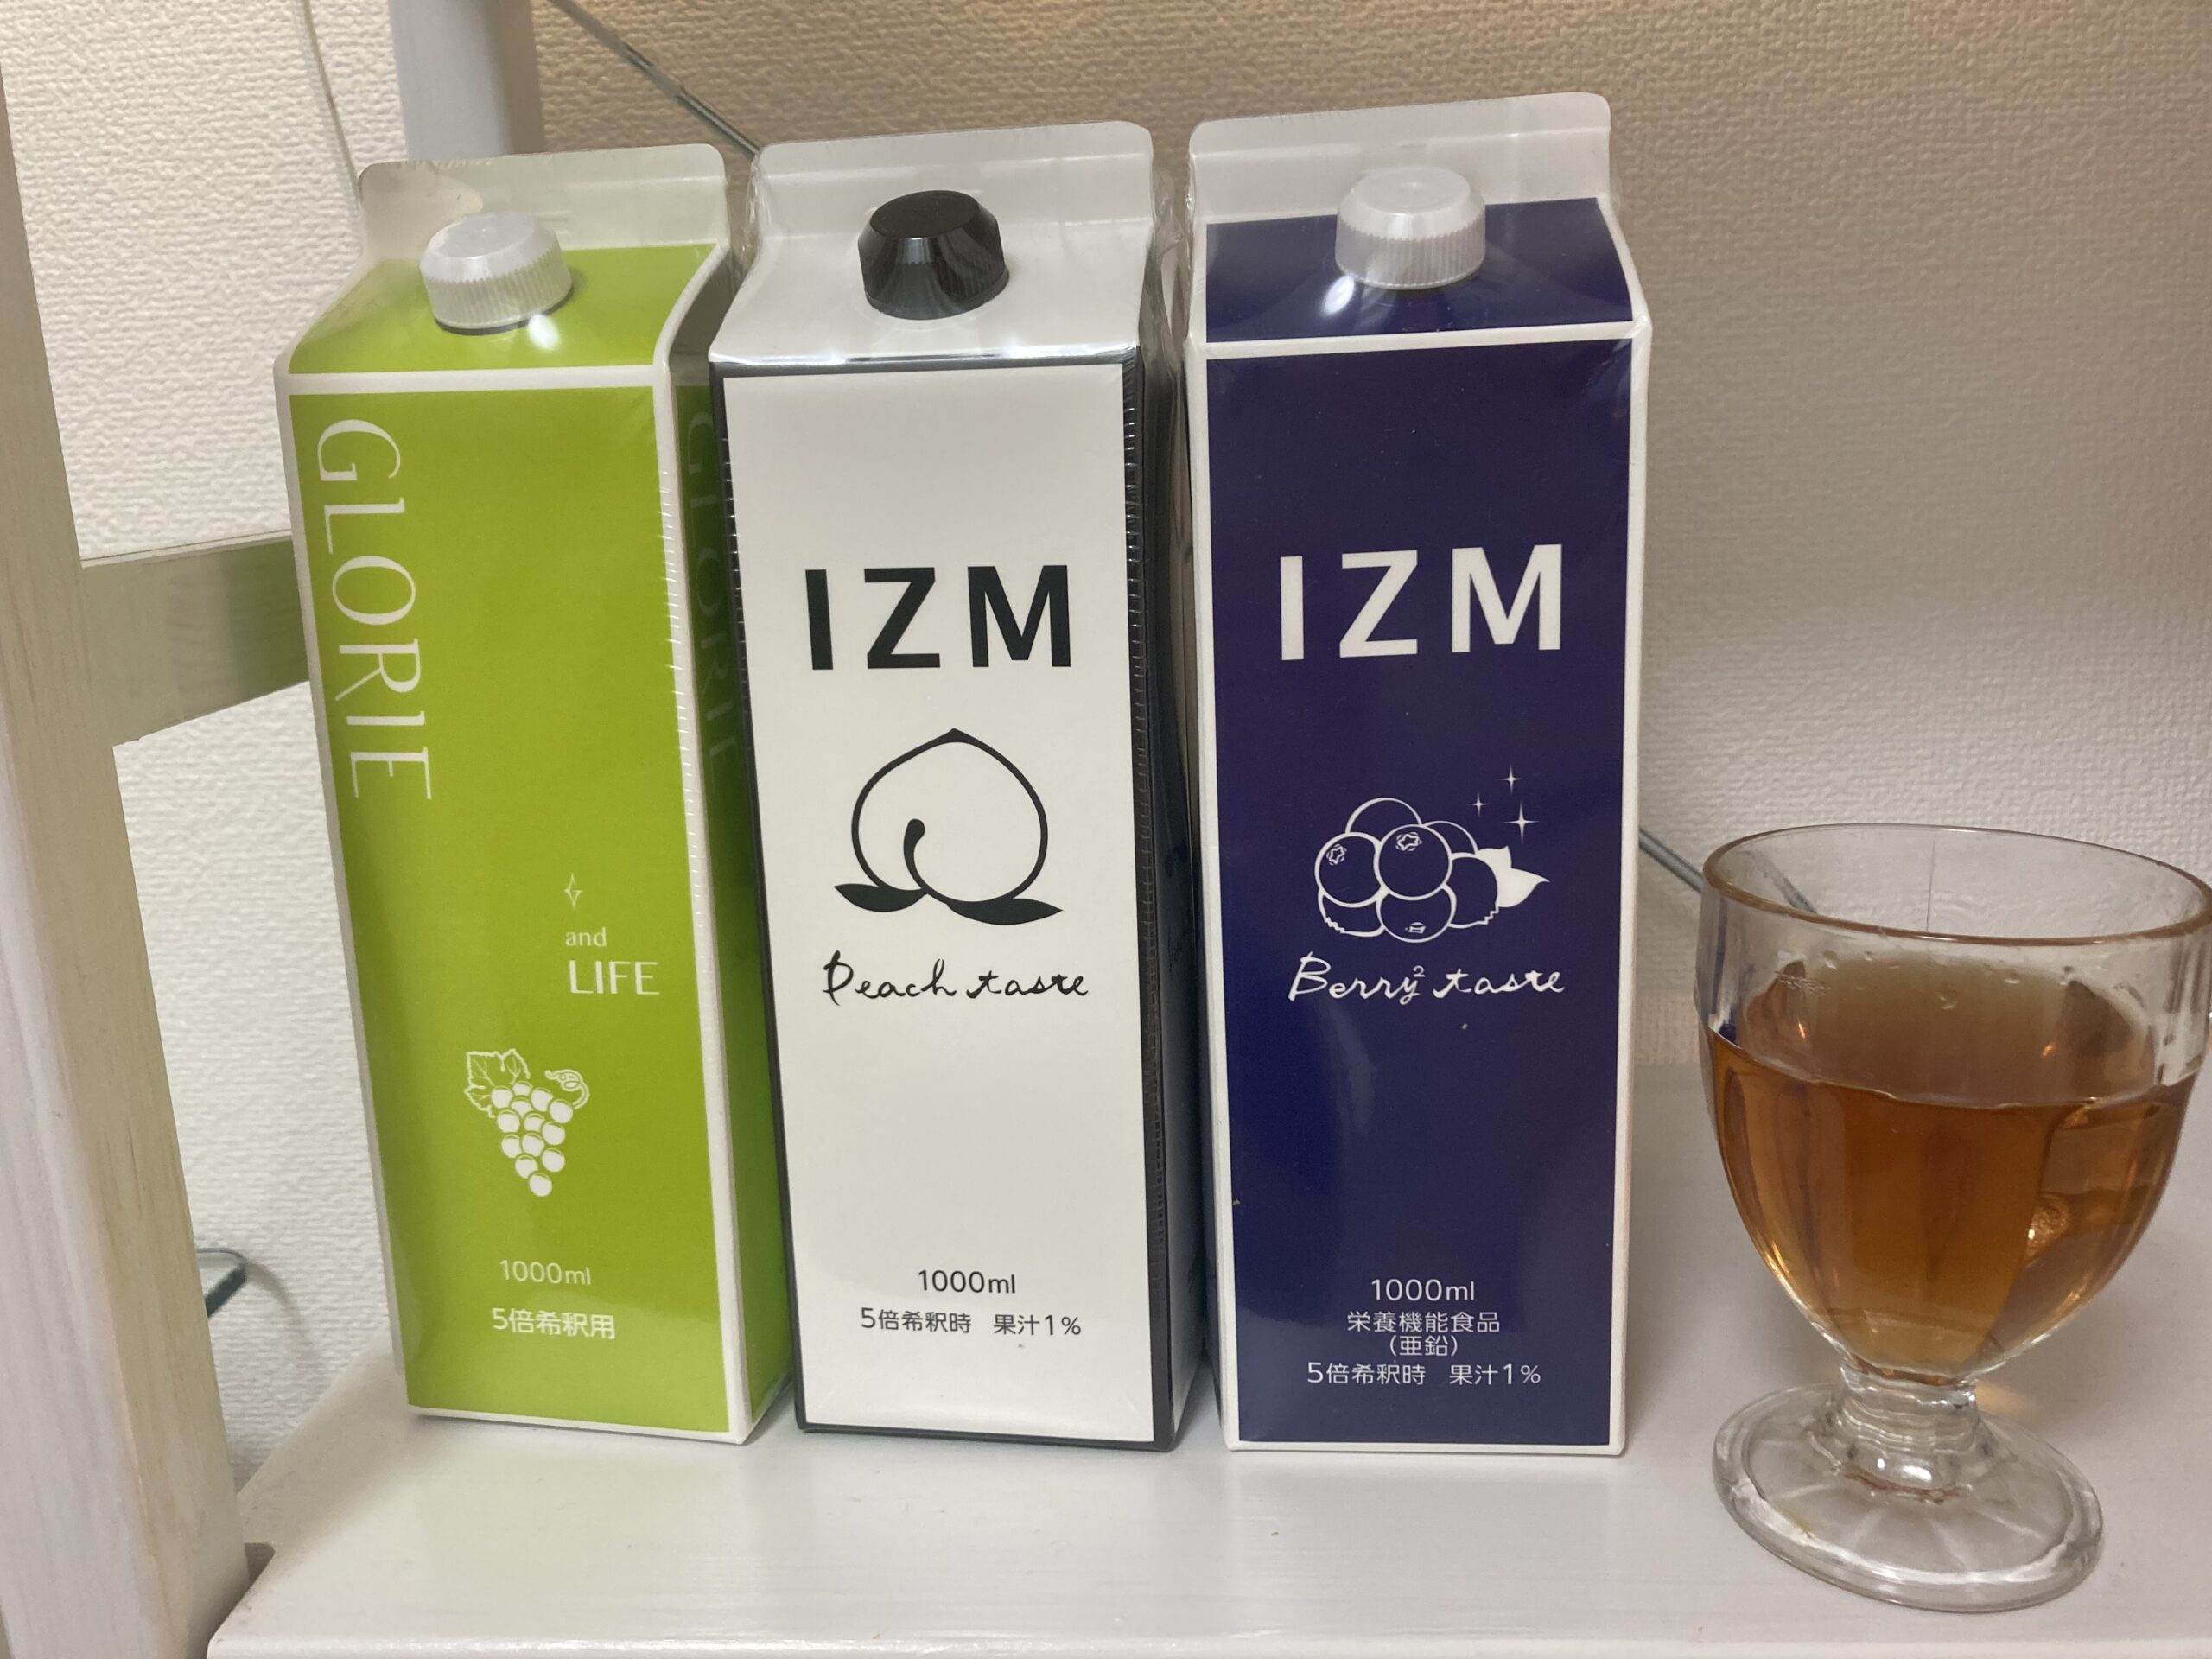 GLORIE
and
LIFE
1000ml
5倍希釈用
GLORIE
IZM
Peach taste
1000ml
5倍希釈時 果汁1%
IZM
Berry² taste
1000ml
栄養機能食品
（亜鉛）
5倍希釈時 果汁1%